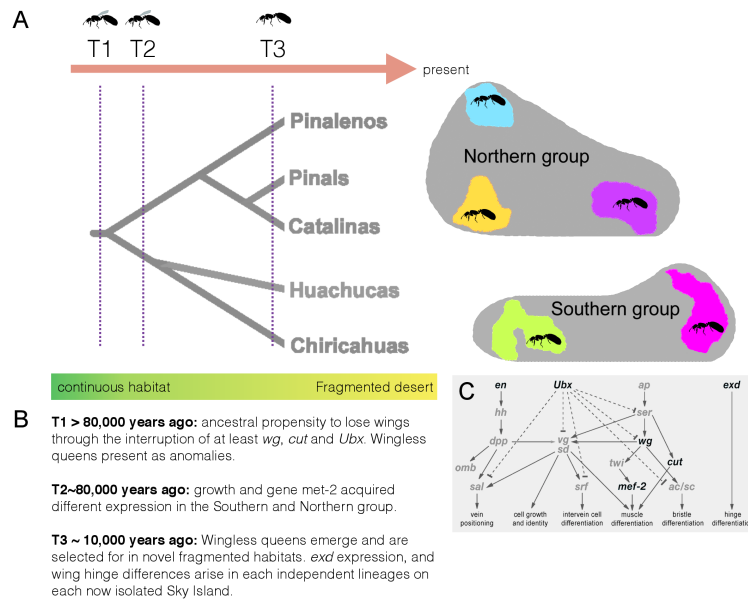 A
T1 T2 T3
present
Pinalenos
Pinals
Catalinas
Huachucas
Chiricahuas
Northern group
Southern group
continuous habitat Fragmented desert
B
T1 > 80,000 years ago: ancestral propensity to lose wings
through the interruption of at least wg, cut and Ubx. Wingless
queens present as anomalies.
T2~80,000 years ago: growth and gene met-2 acquired
different expression in the Southern and Northern group.
T3 ~ 10,000 years ago: Wingless queens emerge and are
selected for in novel fragmented habitats. exd expression, and
wing hinge differences arise in each independent lineages on
each now isolated Sky Island.
C
en Ubx ap exd
hh ser
dpp vg wg
sd
omb twi cut
sal srf mef-2 ac/sc
vein cell growth intervein cell muscle bristle hinge
positioning and identity differentiation differentiation differentiation differentiation